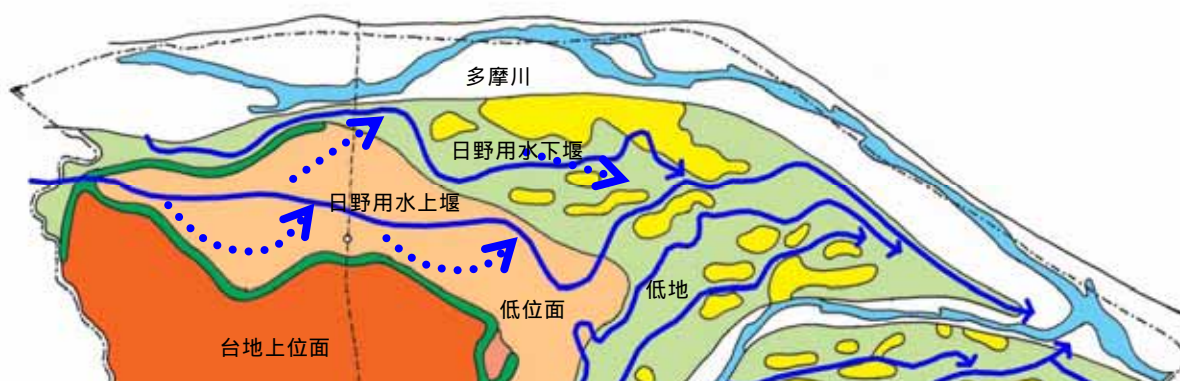 多摩川
日野用水下堰
日野用水上堰
低地
低位面
台地上位面